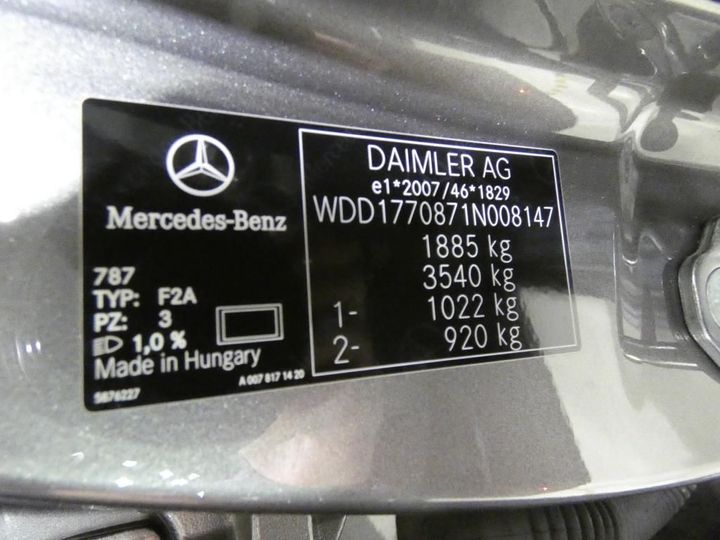 Mercedes-Benz
787
TYP: F2A
PZ: 3
1,0 %
Made in Hungary
A 007 817 14 20
5876227
DAIMLER AG
e1*2007/46*1829
WDD1770871N008147
1885 kg
3540 kg
1- 1022 kg
2- 920 kg